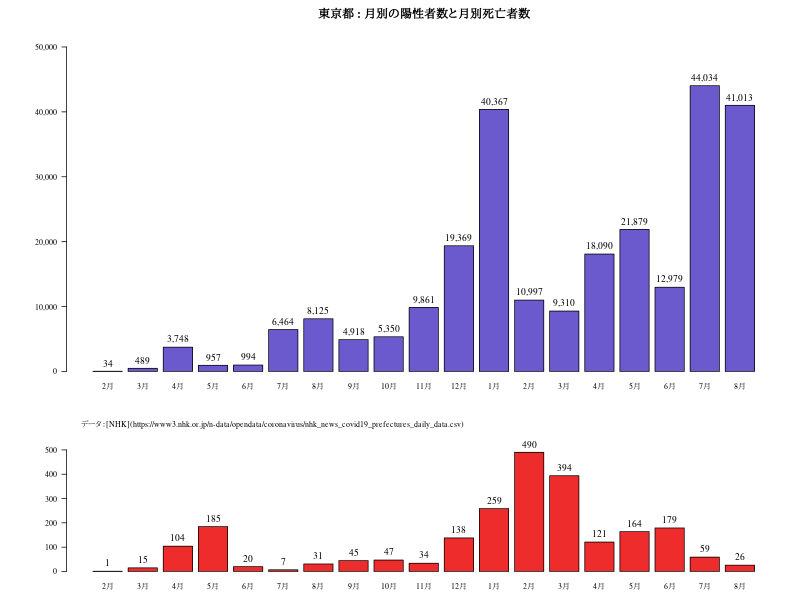 東京都 : 月別の陽性者数と月別死亡者数
50,000
40,000
30,000
20,000
10,000
0
34 489 3,748 957 994 6,464 8,125 4,918 5,350 9,861 19,369 40,367 10,997 9,310 18,090 21,879 12,979 44,034 41,013
2月 3月 4月 5月 6月 7月 8月 9月 10月 11月 12月 1月 2月 3月 4月 5月 6月 7月 8月
データ : [NHK](https://www3.nhk.or.jp/n-data/opendata/coronavirus/nhk_news_covid19_prefectures_daily_data.csv)
500
400
300
200
100
0
1 15 104 185 20 7 31 45 47 34 138 259 490 394 121 164 179 59 26
2月 3月 4月 5月 6月 7月 8月 9月 10月 11月 12月 1月 2月 3月 4月 5月 6月 7月 8月